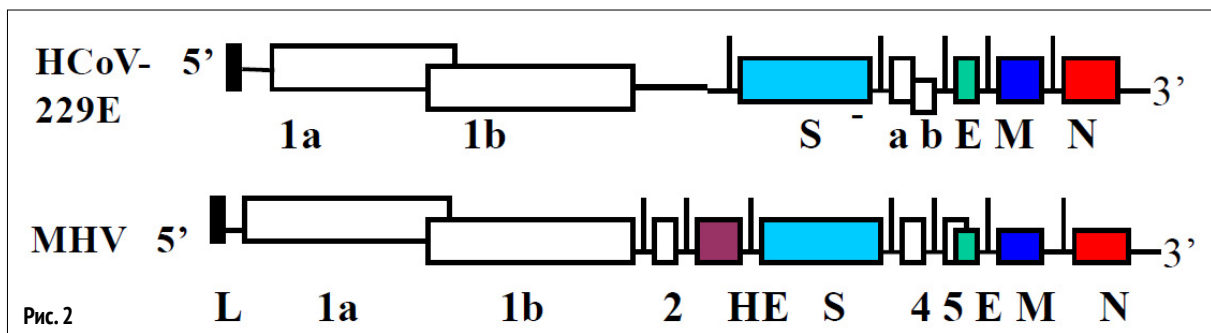 HCoV- 5’
229E
3’
1a 1b S - a b E M N
MHV 5’
3’
L 1a 1b 2 HE S 4 5 E M N
Рис. 2